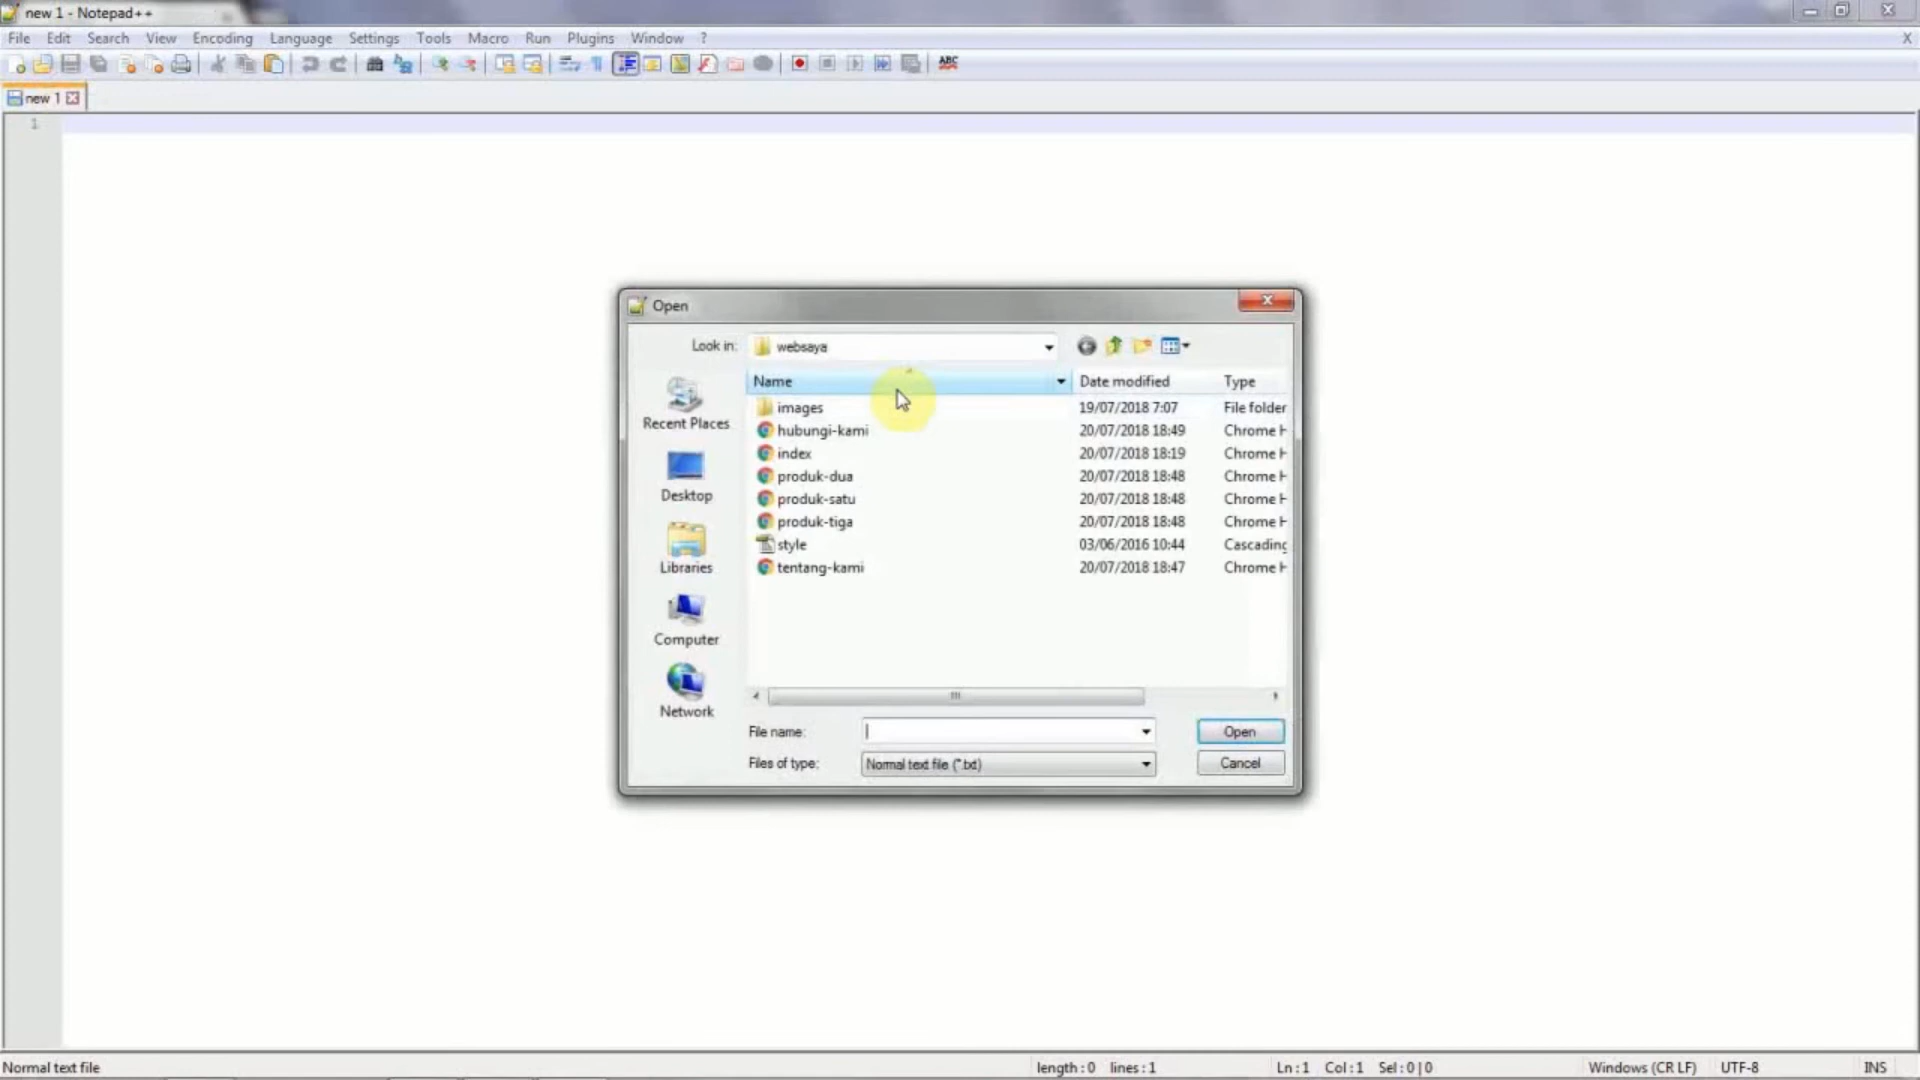 new 1 - Notepad++
File Edit Search View Encoding Language Settings Tools Macro Run Plugins Window ? X
ABC
new 1
1
Open
Look in: websaya
Name Date modified Type
images 19/07/2018 7:07 File folder
hubungi-kami 20/07/2018 18:49 Chrome H
index 20/07/2018 18:19 Chrome H
produk-dua 20/07/2018 18:48 Chrome H
produk-satu 20/07/2018 18:48 Chrome H
produk-tiga 20/07/2018 18:48 Chrome H
style 03/06/2016 10:44 Cascading
tentang-kami 20/07/2018 18:47 Chrome H
Recent Places
Desktop
Libraries
Computer
Network
File name: Open
Files of type: Normal text file (*.txt) Cancel
Normal text file length : 0 lines : 1 Ln : 1 Col : 1 Sel : 0 | 0 Windows (CR LF) UTF-8 INS